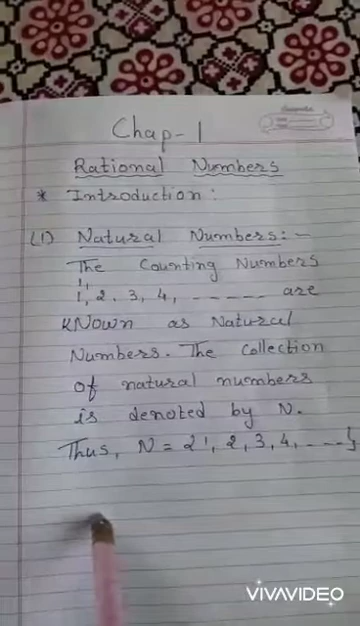 Chap-1
Rational Numbers
* Introduction:
(1) Natural Numbers:-
The Counting Numbers
1, 2. 3, 4, ------ are
kNown as Natural
Numbers. The Collection
of natural numbers
is denoted by N.
Thus, N = {1, 2, 3, 4, ----}
VIVAVIDEO